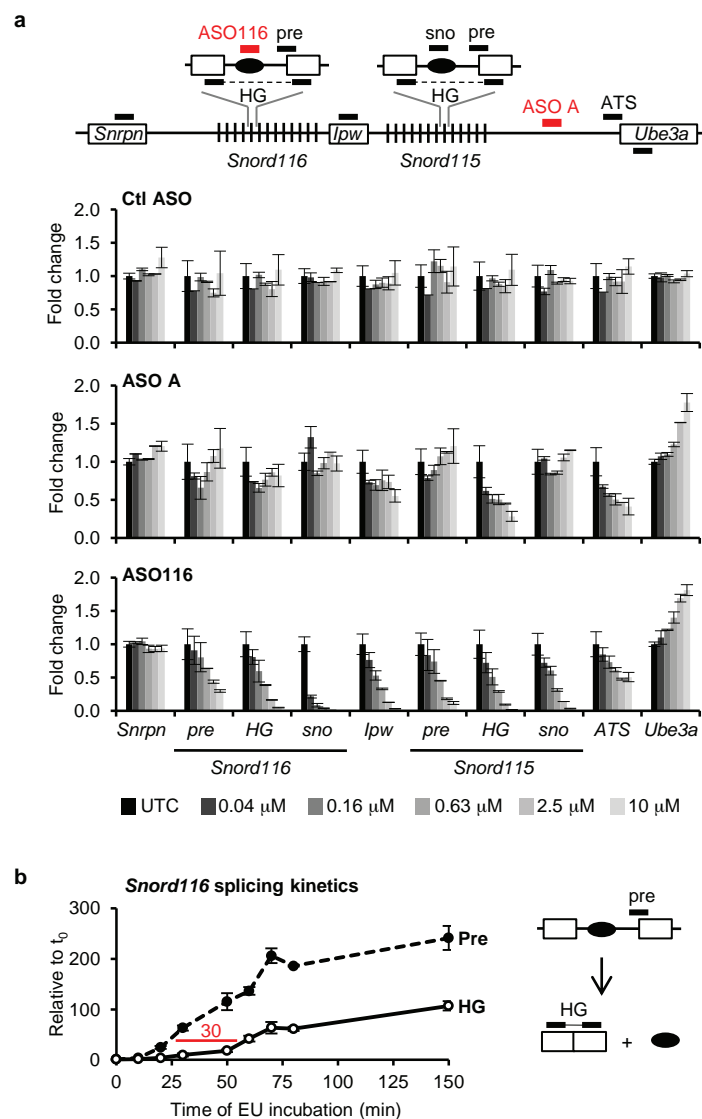 a
ASO116 pre sno pre
HG HG ASO A ATS
Snrpn Ipw Ube3a
Snord116 Snord115
Ctl ASO
2.0
1.5
1.0
0.5
0.0
Fold change
ASO A
2.0
1.5
1.0
0.5
0.0
Fold change
ASO116
2.0
1.5
1.0
0.5
0.0
Fold change
Snrpn pre HG sno Ipw pre HG sno ATS Ube3a
Snord116 Snord115
UTC 0.04 μM 0.16 μM 0.63 μM 2.5 μM 10 μM
b
Snord116 splicing kinetics
300
200
100
0
Relative to t0
Pre
HG
30
0 25 50 75 100 125 150
Time of EU incubation (min)
pre
HG
+